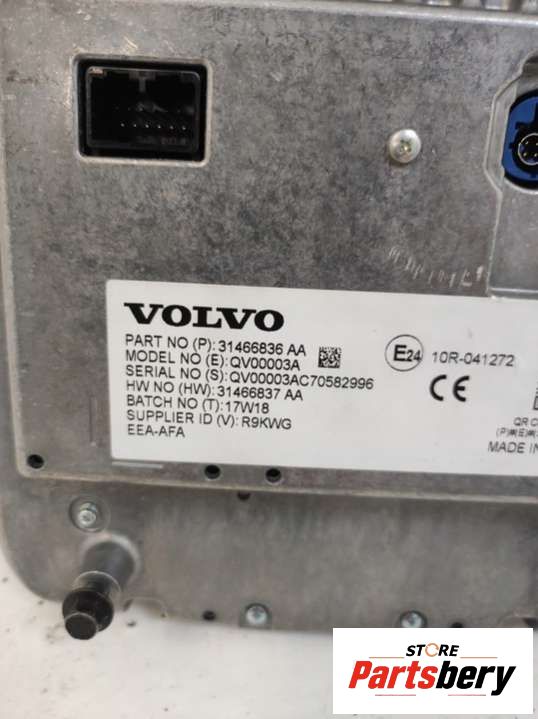 VOLVO
PART NO (P): 31466836 AA
MODEL NO (E): QV00003A
SERIAL NO (S): QV00003AC70582996
HW NO (HW): 31466837 AA
BATCH NO (T): 17W18
SUPPLIER ID (V): R9KWG
EEA-AFA
E24 10R-041272
CE
QR C
MADE IN
STORE
Partsbery